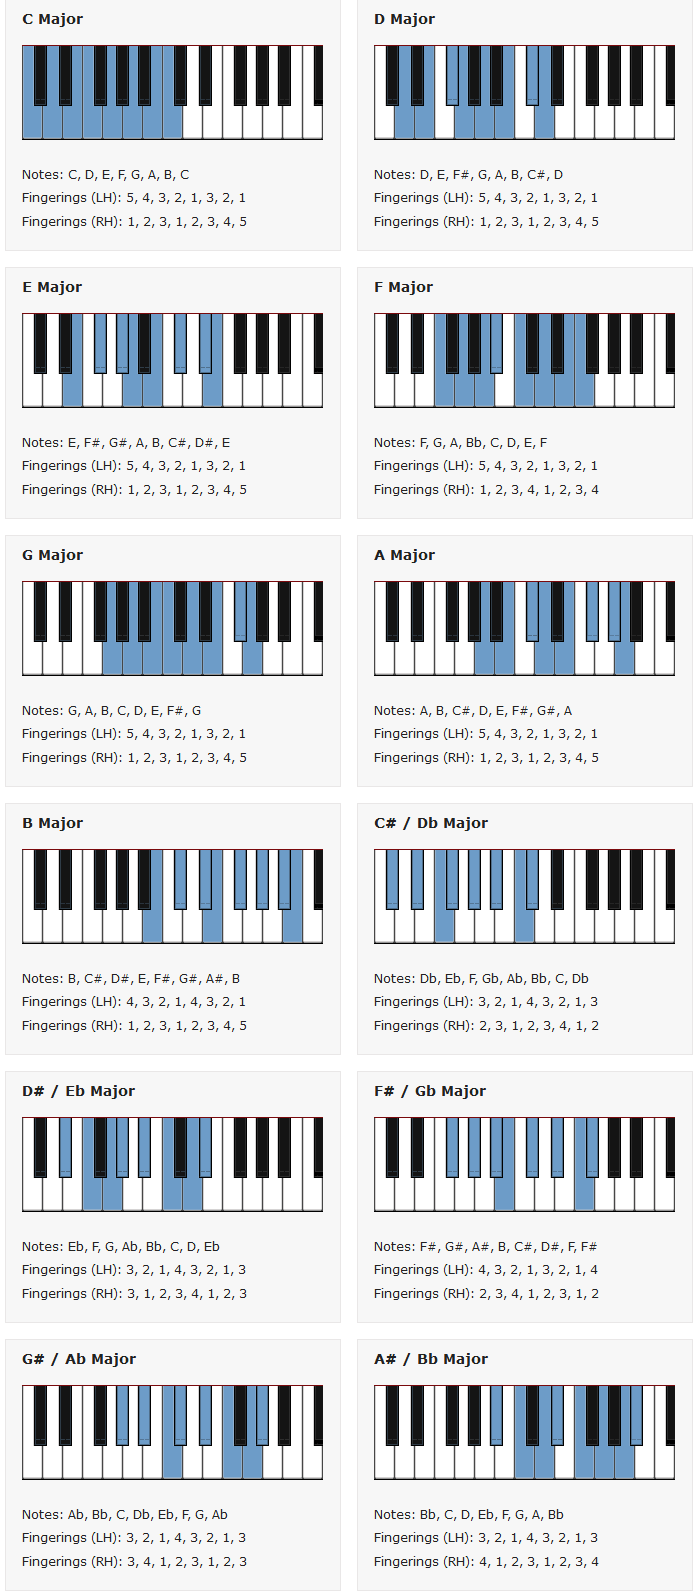 C Major
Notes: C, D, E, F, G, A, B, C
Fingerings (LH): 5, 4, 3, 2, 1, 3, 2, 1
Fingerings (RH): 1, 2, 3, 1, 2, 3, 4, 5
D Major
Notes: D, E, F#, G, A, B, C#, D
Fingerings (LH): 5, 4, 3, 2, 1, 3, 2, 1
Fingerings (RH): 1, 2, 3, 1, 2, 3, 4, 5
E Major
Notes: E, F#, G#, A, B, C#, D#, E
Fingerings (LH): 5, 4, 3, 2, 1, 3, 2, 1
Fingerings (RH): 1, 2, 3, 1, 2, 3, 4, 5
F Major
Notes: F, G, A, Bb, C, D, E, F
Fingerings (LH): 5, 4, 3, 2, 1, 3, 2, 1
Fingerings (RH): 1, 2, 3, 4, 1, 2, 3, 4
G Major
Notes: G, A, B, C, D, E, F#, G
Fingerings (LH): 5, 4, 3, 2, 1, 3, 2, 1
Fingerings (RH): 1, 2, 3, 1, 2, 3, 4, 5
A Major
Notes: A, B, C#, D, E, F#, G#, A
Fingerings (LH): 5, 4, 3, 2, 1, 3, 2, 1
Fingerings (RH): 1, 2, 3, 1, 2, 3, 4, 5
B Major
Notes: B, C#, D#, E, F#, G#, A#, B
Fingerings (LH): 4, 3, 2, 1, 4, 3, 2, 1
Fingerings (RH): 1, 2, 3, 1, 2, 3, 4, 5
C# / Db Major
Notes: Db, Eb, F, Gb, Ab, Bb, C, Db
Fingerings (LH): 3, 2, 1, 4, 3, 2, 1, 3
Fingerings (RH): 2, 3, 1, 2, 3, 4, 1, 2
D# / Eb Major
Notes: Eb, F, G, Ab, Bb, C, D, Eb
Fingerings (LH): 3, 2, 1, 4, 3, 2, 1, 3
Fingerings (RH): 3, 1, 2, 3, 4, 1, 2, 3
F# / Gb Major
Notes: F#, G#, A#, B, C#, D#, F, F#
Fingerings (LH): 4, 3, 2, 1, 3, 2, 1, 4
Fingerings (RH): 2, 3, 4, 1, 2, 3, 1, 2
G# / Ab Major
Notes: Ab, Bb, C, Db, Eb, F, G, Ab
Fingerings (LH): 3, 2, 1, 4, 3, 2, 1, 3
Fingerings (RH): 3, 4, 1, 2, 3, 1, 2, 3
A# / Bb Major
Notes: Bb, C, D, Eb, F, G, A, Bb
Fingerings (LH): 3, 2, 1, 4, 3, 2, 1, 3
Fingerings (RH): 4, 1, 2, 3, 1, 2, 3, 4